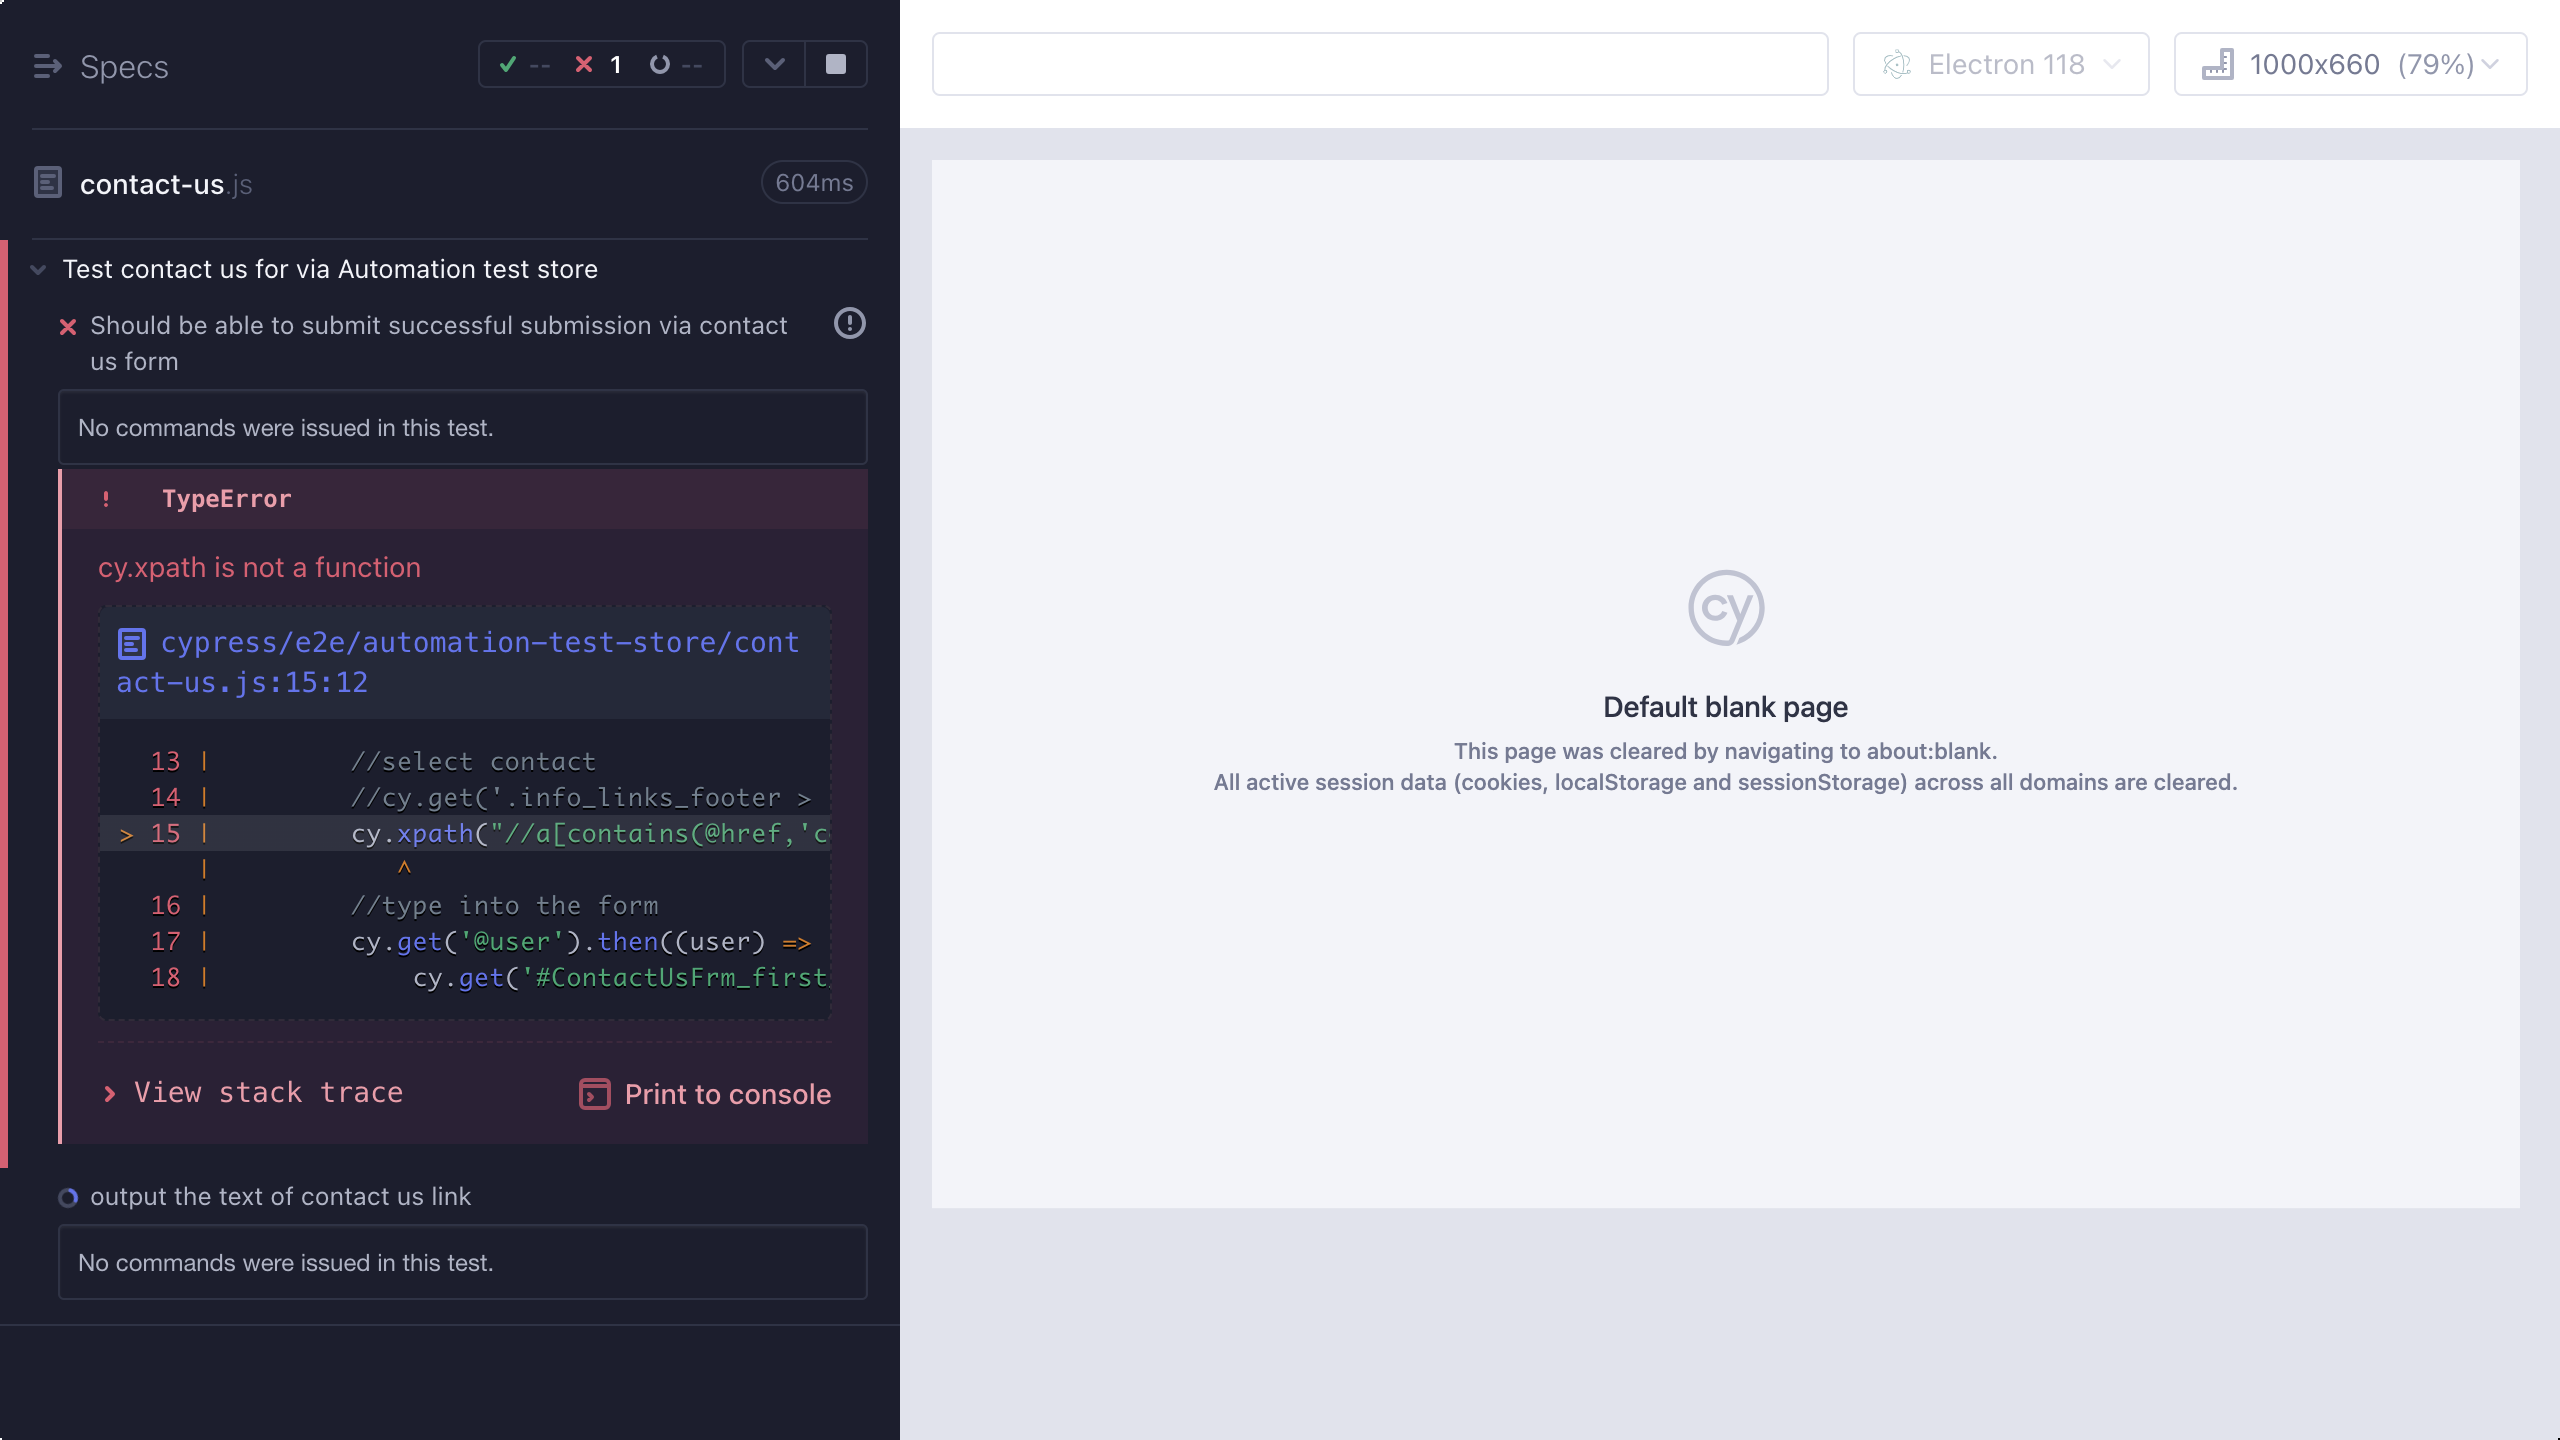 Specs
-- 1 --
Electron 118
1000x660 (79%)
contact-us.js
604ms
Test contact us for via Automation test store
Should be able to submit successful submission via contact
us form
No commands were issued in this test.
! TypeError
cy.xpath is not a function
cypress/e2e/automation-test-store/cont
act-us.js:15:12
13 | //select contact
14 | //cy.get('.info_links_footer >
> 15 | cy.xpath("//a[contains(@href,'c
| ^
16 | //type into the form
17 | cy.get('@user').then((user) =>
18 | cy.get('#ContactUsFrm_first
View stack trace
Print to console
output the text of contact us link
No commands were issued in this test.
cy
Default blank page
This page was cleared by navigating to about:blank.
All active session data (cookies, localStorage and sessionStorage) across all domains are cleared.